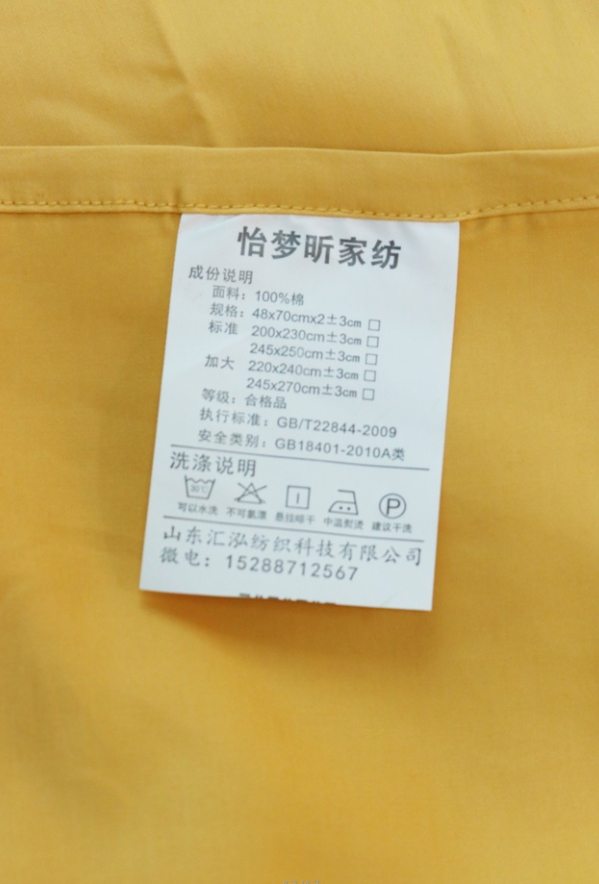 怡梦昕家纺
成份说明
面料：100%棉
规格：48x70cmx2±3cm □
标准 200x230cm±3cm □
245x250cm±3cm □
加大 220x240cm±3cm □
245x270cm±3cm □
等级：合格品
执行标准：GB/T22844-2009
安全类别：GB18401-2010A类
洗涤说明
30℃ P
可以水洗 不可氯漂 悬挂晾干 中温熨烫 建议干洗
山东汇泓纺织科技有限公司
微电：15288712567